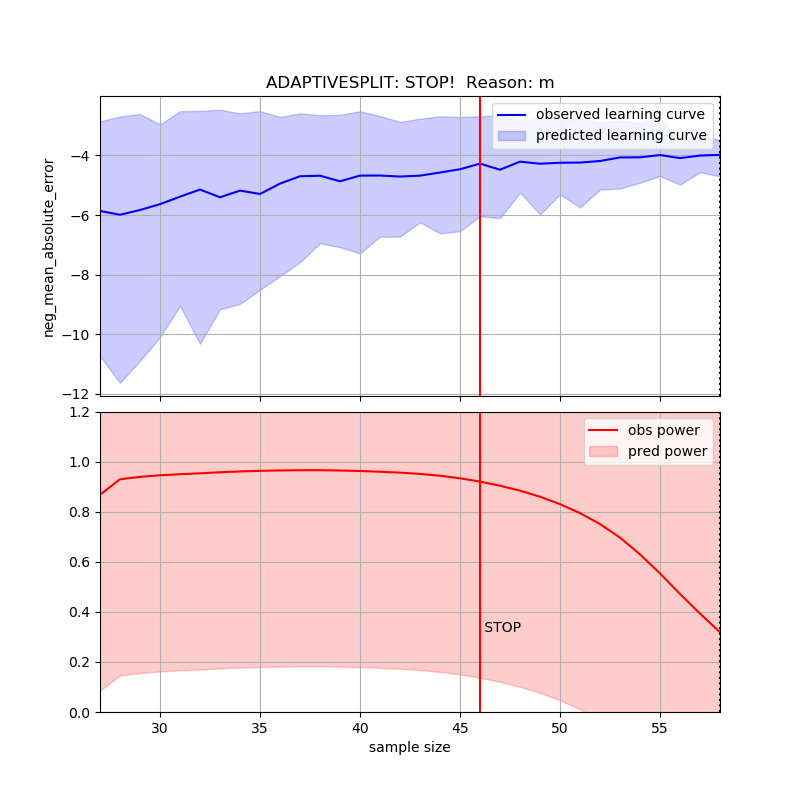 ADAPTIVESPLIT: STOP!  Reason: m
observed learning curve
predicted learning curve
neg_mean_absolute_error
−4
−6
−8
−10
−12
obs power
pred power
1.2
1.0
0.8
0.6
0.4
0.2
0.0
STOP
30 35 40 45 50 55
sample size